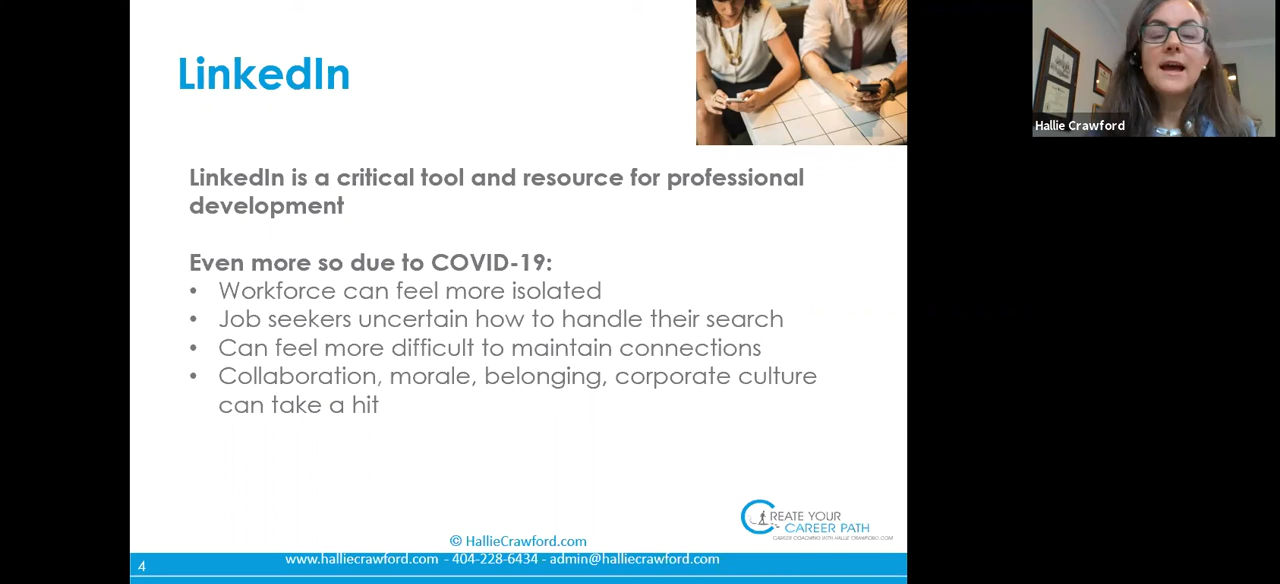 LinkedIn
Hallie Crawford
LinkedIn is a critical tool and resource for professional
development
Even more so due to COVID-19:
• Workforce can feel more isolated
• Job seekers uncertain how to handle their search
• Can feel more difficult to maintain connections
• Collaboration, morale, belonging, corporate culture
can take a hit
CREATE YOUR
CAREER PATH
CAREER COACHING WITH HALLIE CRAWFORD.COM
© HallieCrawford.com
www.halliecrawford.com - 404-228-6434 - admin@halliecrawford.com
4